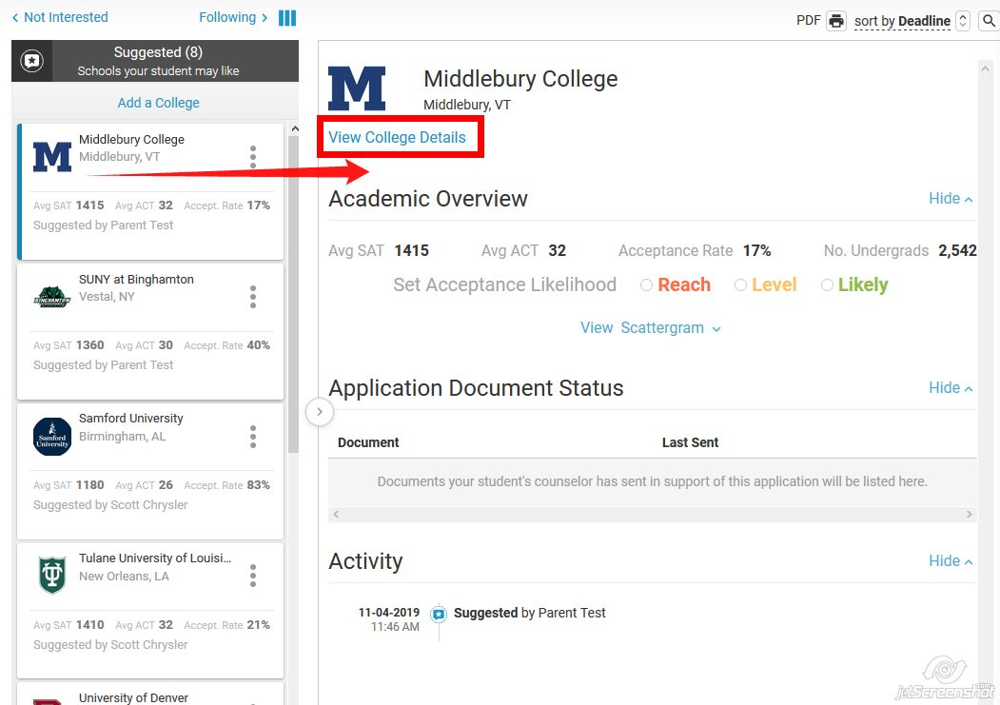 Not Interested
Following
PDF
sort by Deadline
Suggested (8)
Schools your student may like
Add a College
Middlebury College
Middlebury, VT
Avg SAT 1415 Avg ACT 32 Accept. Rate 17%
Suggested by Parent Test
SUNY at Binghamton
Vestal, NY
BINGHAMTON
Avg SAT 1360 Avg ACT 30 Accept. Rate 40%
Suggested by Parent Test
Samford University
Birmingham, AL
Samford
University
Avg SAT 1180 Avg ACT 26 Accept. Rate 83%
Suggested by Scott Chrysler
Tulane University of Louisi...
New Orleans, LA
Avg SAT 1410 Avg ACT 32 Accept. Rate 21%
Suggested by Scott Chrysler
University of Denver
M
Middlebury College
Middlebury, VT
View College Details
Academic Overview
Hide
Avg SAT 1415 Avg ACT 32 Acceptance Rate 17% No. Undergrads 2,542
Set Acceptance Likelihood Reach Level Likely
View Scattergram
Application Document Status
Hide
Document Last Sent
Documents your student's counselor has sent in support of this application will be listed here.
Activity
Hide
11-04-2019 Suggested by Parent Test
11:46 AM
jetScreenshot.com